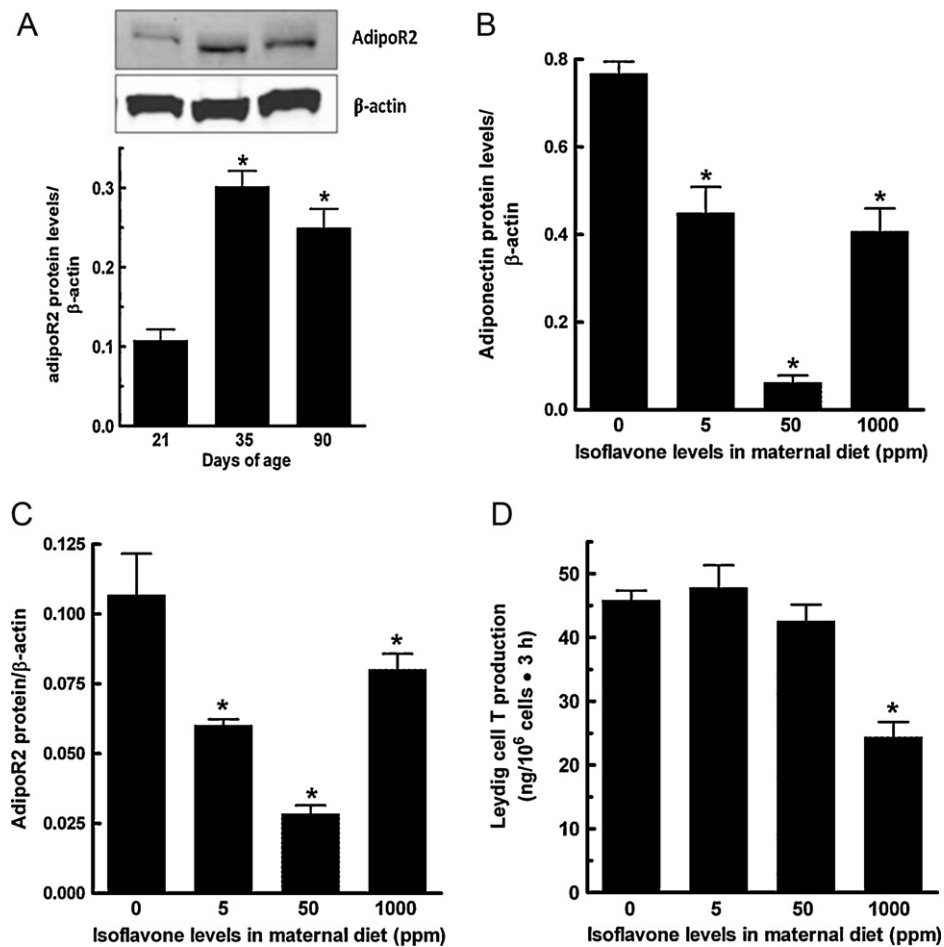 A
AdipoR2
β-actin
adipoR2 protein levels/
β-actin
0.3
0.2
0.1
0.0
*
*
21 35 90
Days of age
B
Adiponectin protein levels/
β-actin
0.8
0.6
0.4
0.2
0.0
*
*
*
0 5 50 1000
Isoflavone levels in maternal diet (ppm)
C
AdipoR2 protein/β-actin
0.125
0.100
0.075
0.050
0.025
0.000
*
*
*
0 5 50 1000
Isoflavone levels in maternal diet (ppm)
D
Leydig cell T production
(ng/10⁶ cells • 3 h)
50
45
26
16
10
0
*
0 5 50 1000
Isoflavone levels in maternal diet (ppm)